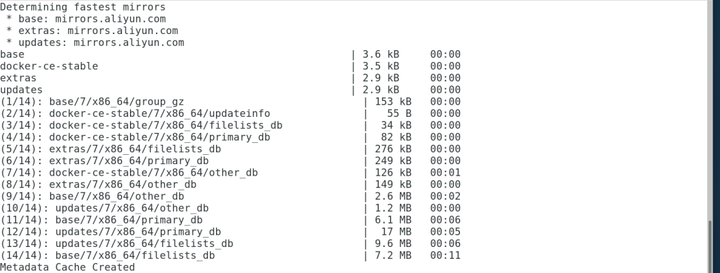 Determining fastest mirrors
 * base: mirrors.aliyun.com
 * extras: mirrors.aliyun.com
 * updates: mirrors.aliyun.com
base | 3.6 kB 00:00
docker-ce-stable | 3.5 kB 00:00
extras | 2.9 kB 00:00
updates | 2.9 kB 00:00
(1/14): base/7/x86_64/group_gz | 153 kB 00:00
(2/14): docker-ce-stable/7/x86_64/updateinfo | 55 B 00:00
(3/14): docker-ce-stable/7/x86_64/filelists_db | 34 kB 00:00
(4/14): docker-ce-stable/7/x86_64/primary_db | 82 kB 00:00
(5/14): extras/7/x86_64/filelists_db | 276 kB 00:00
(6/14): extras/7/x86_64/primary_db | 249 kB 00:00
(7/14): docker-ce-stable/7/x86_64/other_db | 126 kB 00:01
(8/14): extras/7/x86_64/other_db | 149 kB 00:00
(9/14): base/7/x86_64/other_db | 2.6 MB 00:02
(10/14): updates/7/x86_64/other_db | 1.2 MB 00:00
(11/14): base/7/x86_64/primary_db | 6.1 MB 00:06
(12/14): updates/7/x86_64/primary_db | 17 MB 00:05
(13/14): updates/7/x86_64/filelists_db | 9.6 MB 00:06
(14/14): base/7/x86_64/filelists_db | 7.2 MB 00:11
Metadata Cache Created